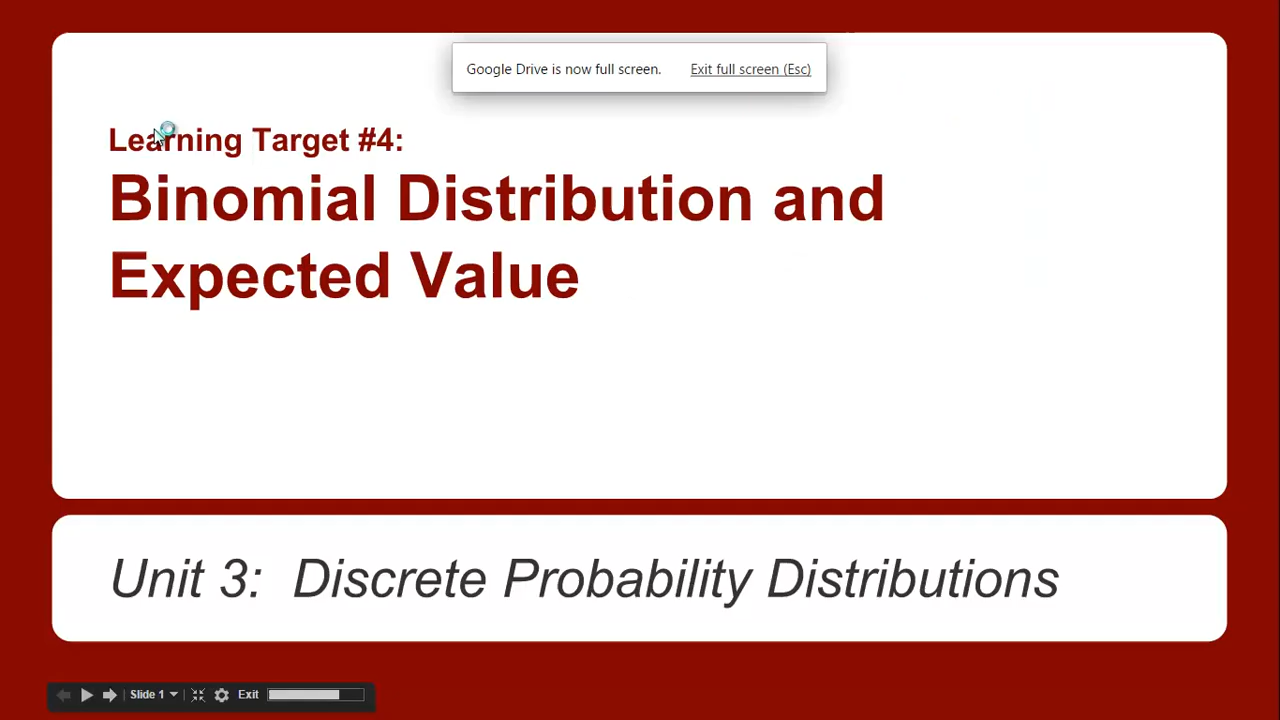 Google Drive is now full screen. Exit full screen (Esc)
Learning Target #4:
Binomial Distribution and
Expected Value
Unit 3: Discrete Probability Distributions
Slide 1 Exit